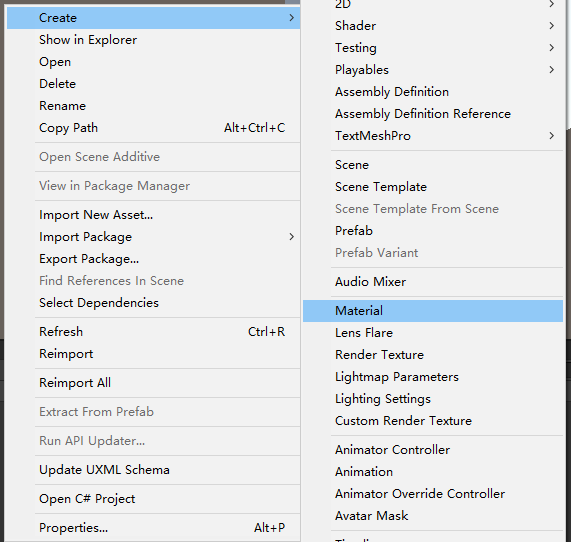 Create
Show in Explorer
Open
Delete
Rename
Copy Path Alt+Ctrl+C
Open Scene Additive
View in Package Manager
Import New Asset...
Import Package
Export Package...
Find References In Scene
Select Dependencies
Refresh Ctrl+R
Reimport
Reimport All
Extract From Prefab
Run API Updater...
Update UXML Schema
Open C# Project
Properties... Alt+P
2D
Shader
Testing
Playables
Assembly Definition
Assembly Definition Reference
TextMeshPro
Scene
Scene Template
Scene Template From Scene
Prefab
Prefab Variant
Audio Mixer
Material
Lens Flare
Render Texture
Lightmap Parameters
Lighting Settings
Custom Render Texture
Animator Controller
Animation
Animator Override Controller
Avatar Mask